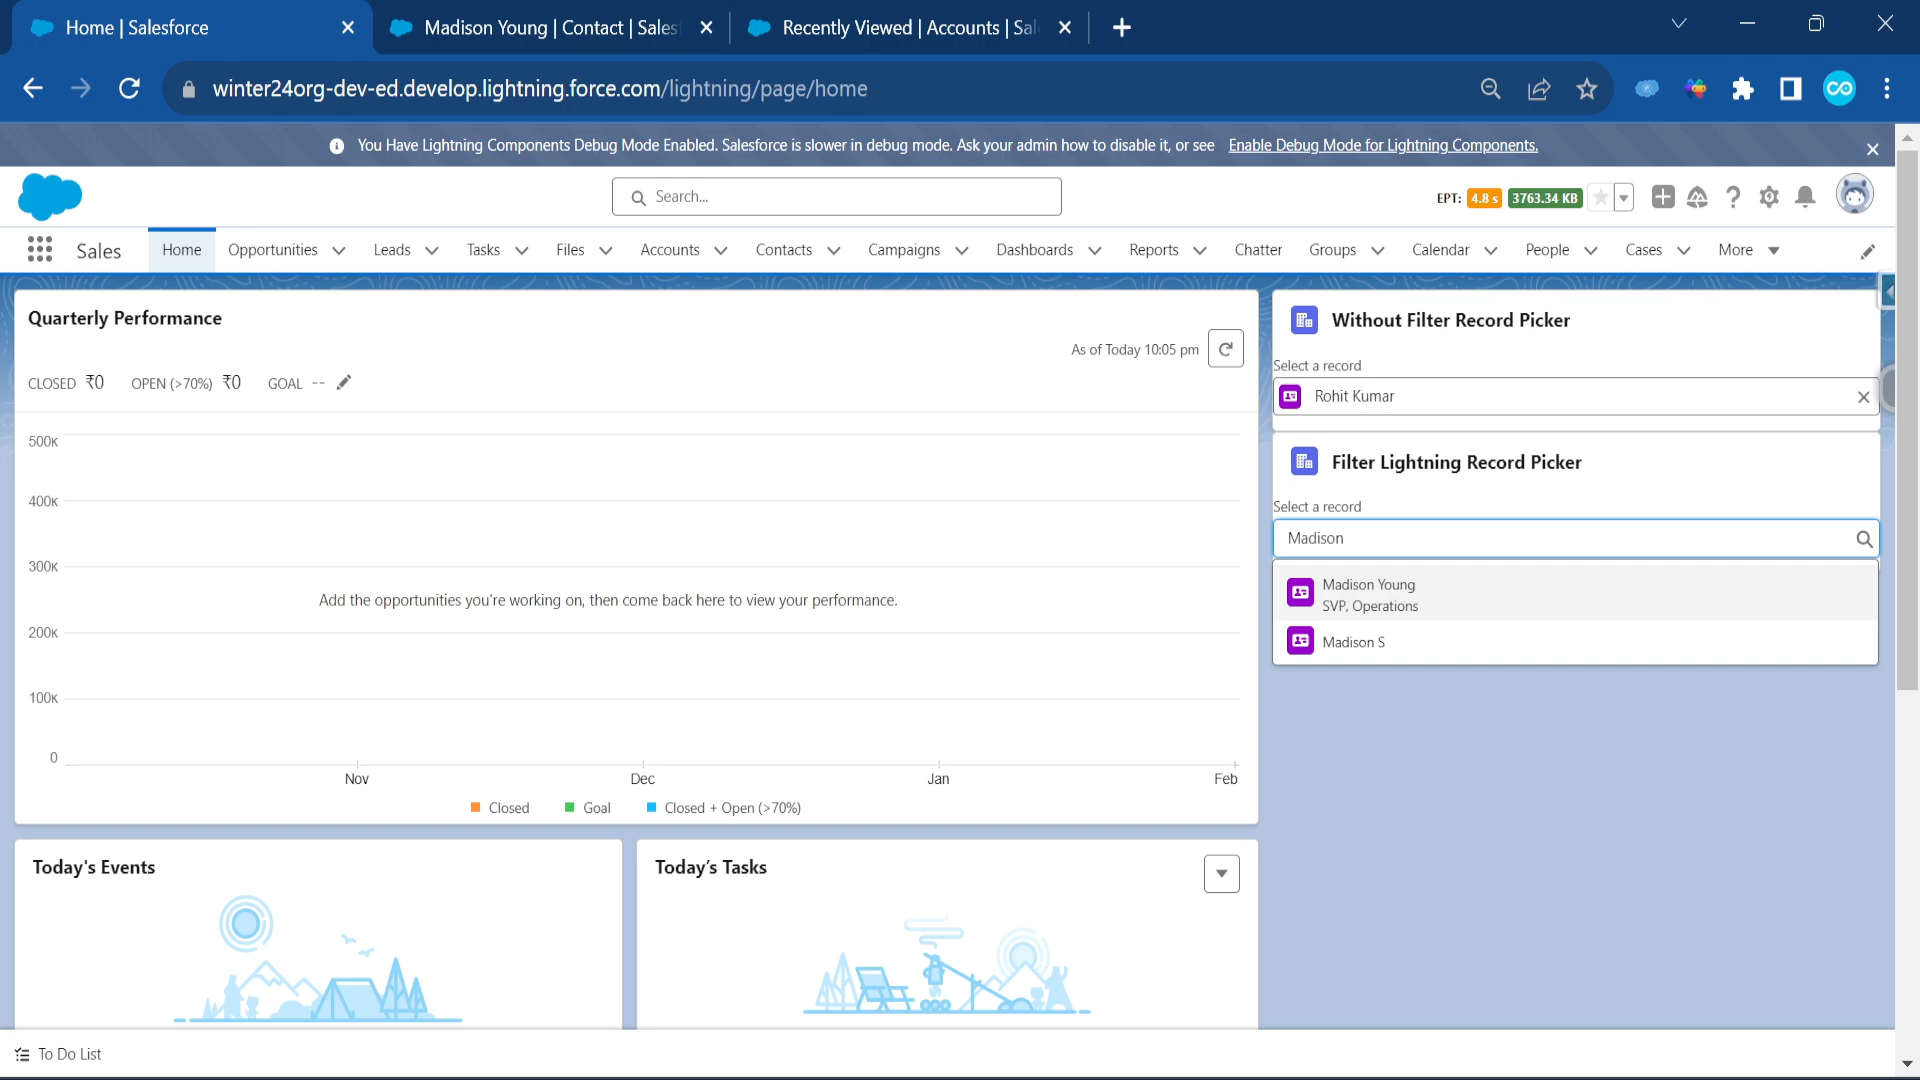 Home | Salesforce
Madison Young | Contact | Sales
Recently Viewed | Accounts | Sal
winter24org-dev-ed.develop.lightning.force.com/lightning/page/home
You Have Lightning Components Debug Mode Enabled. Salesforce is slower in debug mode. Ask your admin how to disable it, or see Enable Debug Mode for Lightning Components.
Search...
EPT: 4.8 s 3763.34 KB
Sales Home Opportunities Leads Tasks Files Accounts Contacts Campaigns Dashboards Reports Chatter Groups Calendar People Cases More
Quarterly Performance
As of Today 10:05 pm
CLOSED ₹0 OPEN (>70%) ₹0 GOAL --
500K
400K
300K
Add the opportunities you're working on, then come back here to view your performance.
200K
100K
0
Nov Dec Jan Feb
Closed Goal Closed + Open (>70%)
Without Filter Record Picker
Select a record
Rohit Kumar
Filter Lightning Record Picker
Select a record
Madison
Madison Young
SVP, Operations
Madison S
Today's Events
Today's Tasks
To Do List